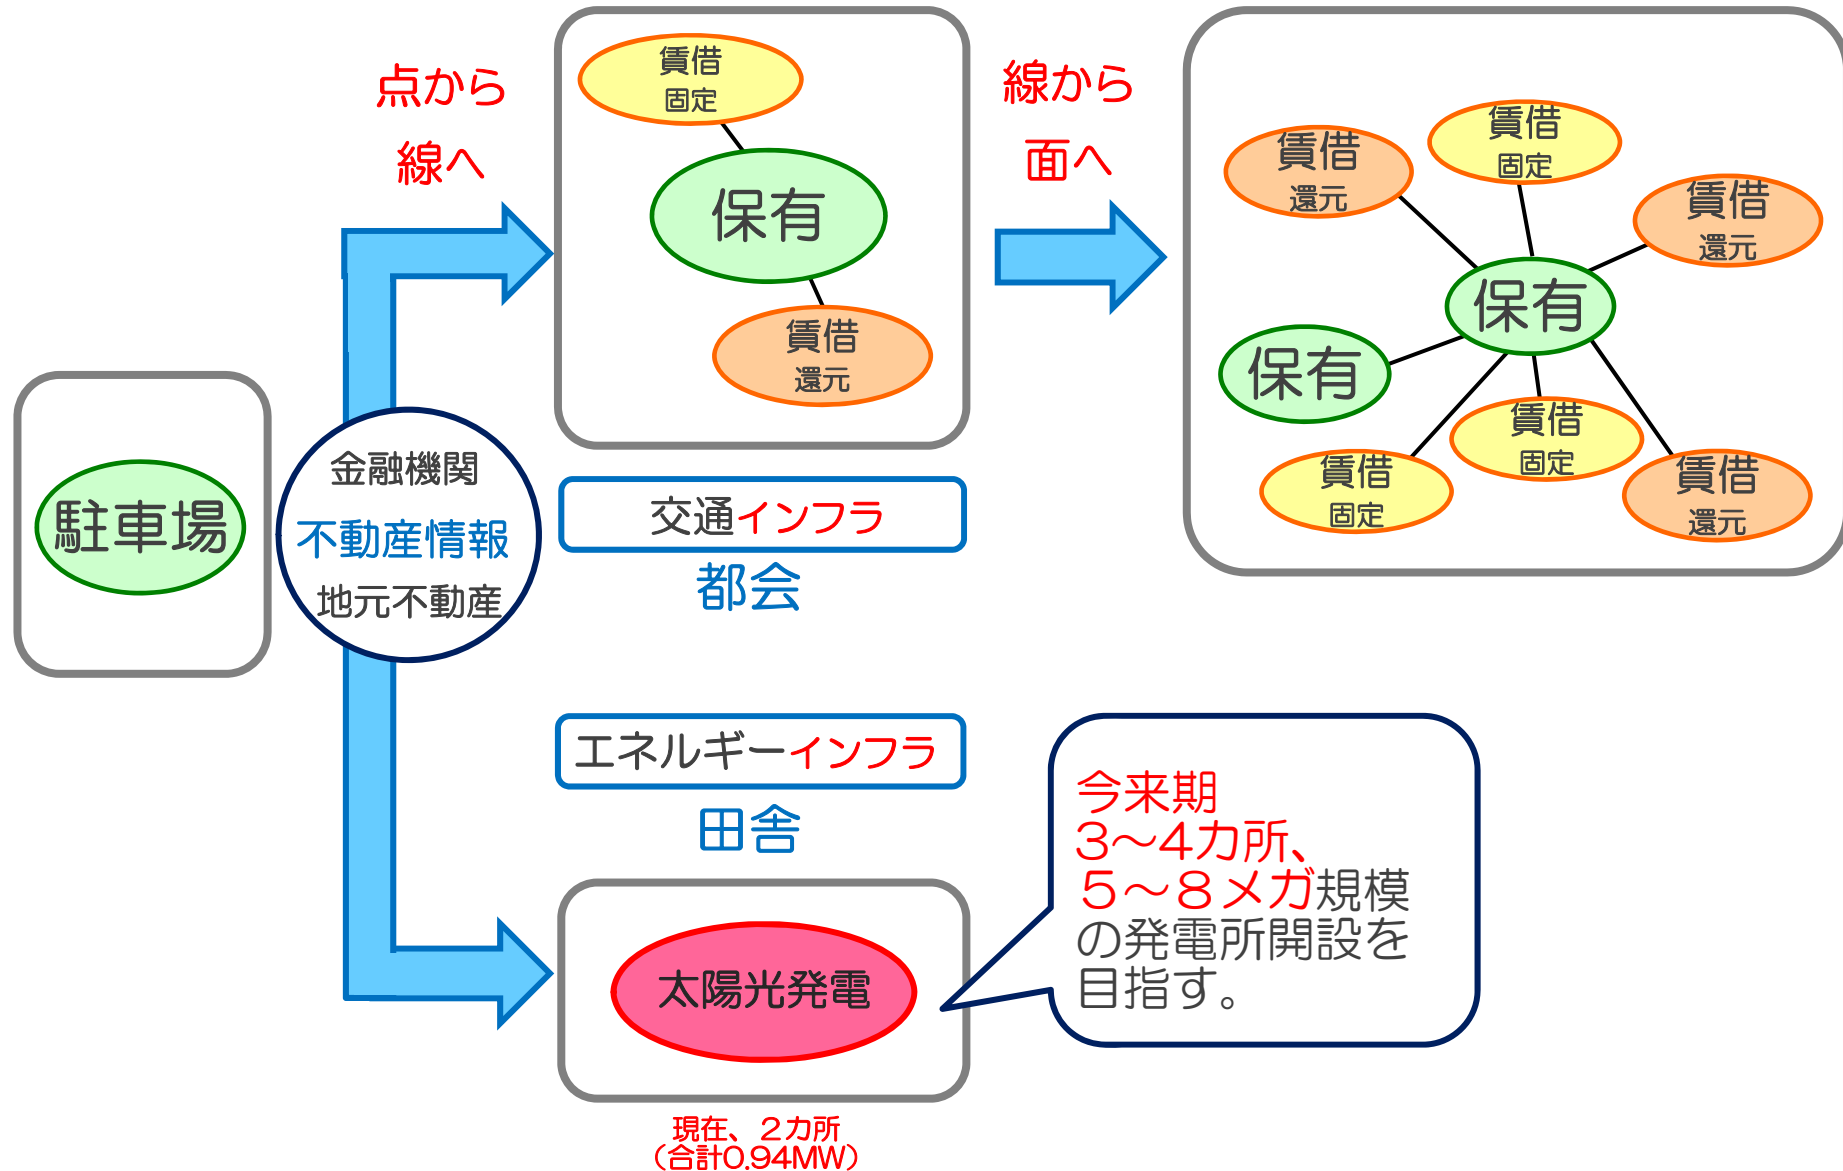 駐車場
金融機関
不動産情報
地元不動産
点から
線へ
賃借
固定
保有
賃借
還元
交通インフラ
都会
線から
面へ
賃借
還元
賃借
固定
賃借
還元
保有
保有
賃借
固定
賃借
固定
賃借
還元
エネルギーインフラ
田舎
太陽光発電
現在、２カ所
（合計0.94MW）
今来期
３～４カ所、
５～８メガ規模
の発電所開設を
目指す。